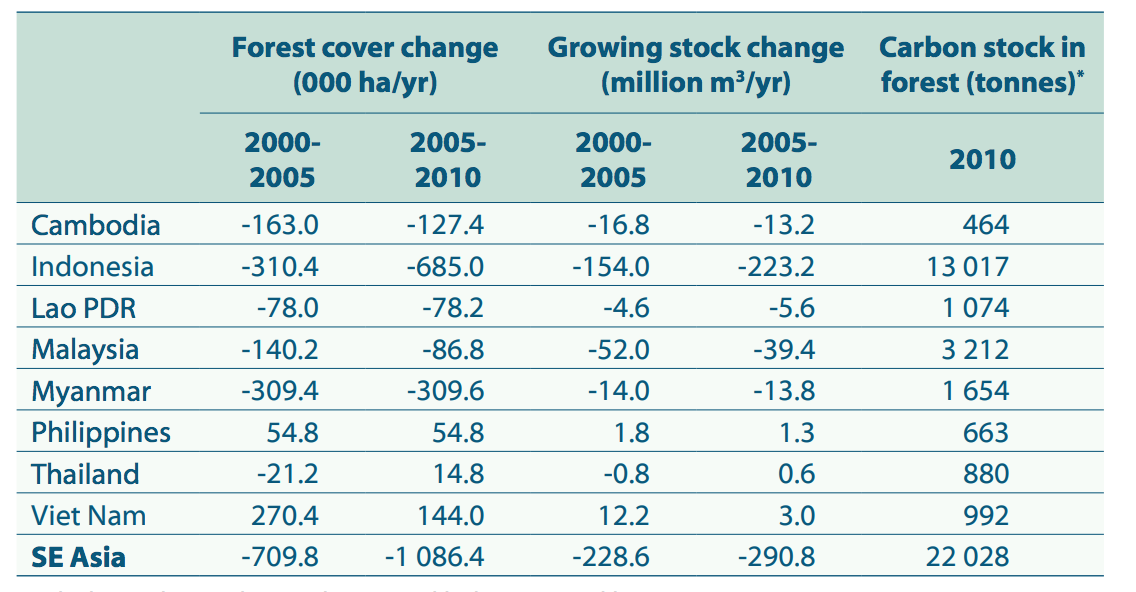 Forest cover change Growing stock change Carbon stock in
(000 ha/yr) (million m³/yr) forest (tonnes)*
2000- 2005- 2000- 2005- 2010
2005 2010 2005 2010
Cambodia -163.0 -127.4 -16.8 -13.2 464
Indonesia -310.4 -685.0 -154.0 -223.2 13 017
Lao PDR -78.0 -78.2 -4.6 -5.6 1 074
Malaysia -140.2 -86.8 -52.0 -39.4 3 212
Myanmar -309.4 -309.6 -14.0 -13.8 1 654
Philippines 54.8 54.8 1.8 1.3 663
Thailand -21.2 14.8 -0.8 0.6 880
Viet Nam 270.4 144.0 12.2 3.0 992
SE Asia -709.8 -1 086.4 -228.6 -290.8 22 028